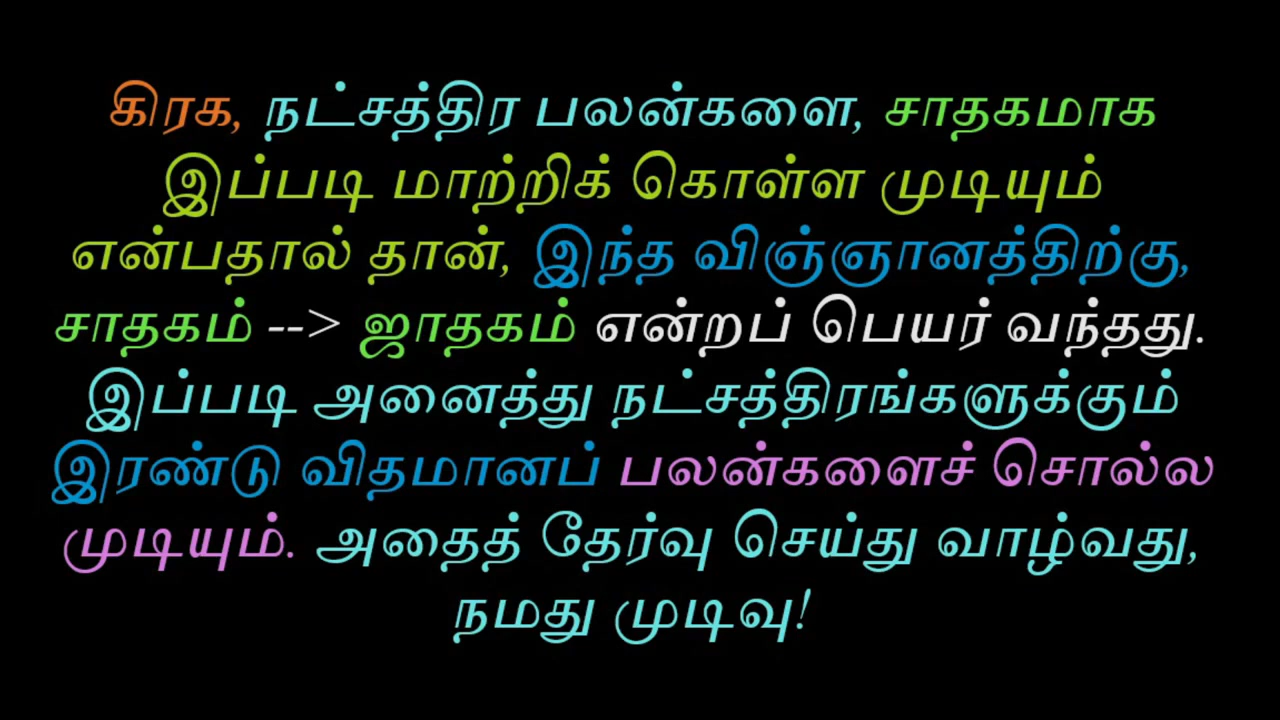 கிரக, நட்சத்திர பலன்களை, சாதகமாக
இப்படி மாற்றிக் கொள்ள முடியும்
என்பதால் தான், இந்த விஞ்ஞானத்திற்கு,
சாதகம் --> ஜாதகம் என்றப் பெயர் வந்தது.
இப்படி அனைத்து நட்சத்திரங்களுக்கும்
இரண்டு விதமானப் பலன்களைச் சொல்ல
முடியும். அதைத் தேர்வு செய்து வாழ்வது,
நமது முடிவு!